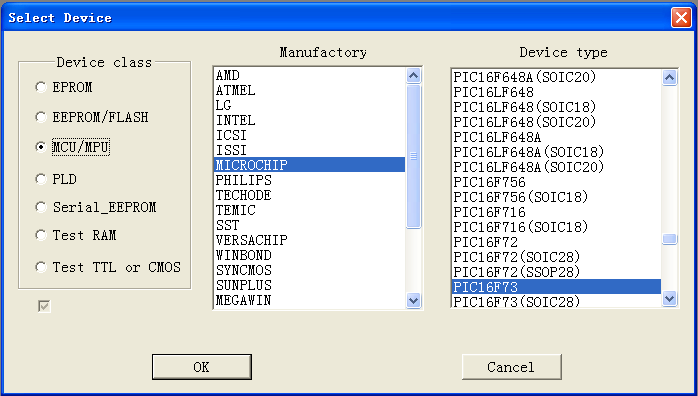 Select Device
Device class
EPROM
EEPROM/FLASH
MCU/MPU
PLD
Serial_EEPROM
Test RAM
Test TTL or CMOS
Manufactory
AMD
ATMEL
LG
INTEL
ICSI
ISSI
MICROCHIP
PHILIPS
TECHODE
TEMIC
SST
VERSACHIP
WINBOND
SYNCMOS
SUNPLUS
MEGAWIN
Device type
PIC16F648A(SOIC20)
PIC16LF648
PIC16LF648(SOIC18)
PIC16LF648(SOIC20)
PIC16LF648A
PIC16LF648A(SOIC18)
PIC16LF648A(SOIC20)
PIC16F756
PIC16F756(SOIC18)
PIC16F716
PIC16F716(SOIC18)
PIC16F72
PIC16F72(SOIC28)
PIC16F72(SSOP28)
PIC16F73
PIC16F73(SOIC28)
OK
Cancel